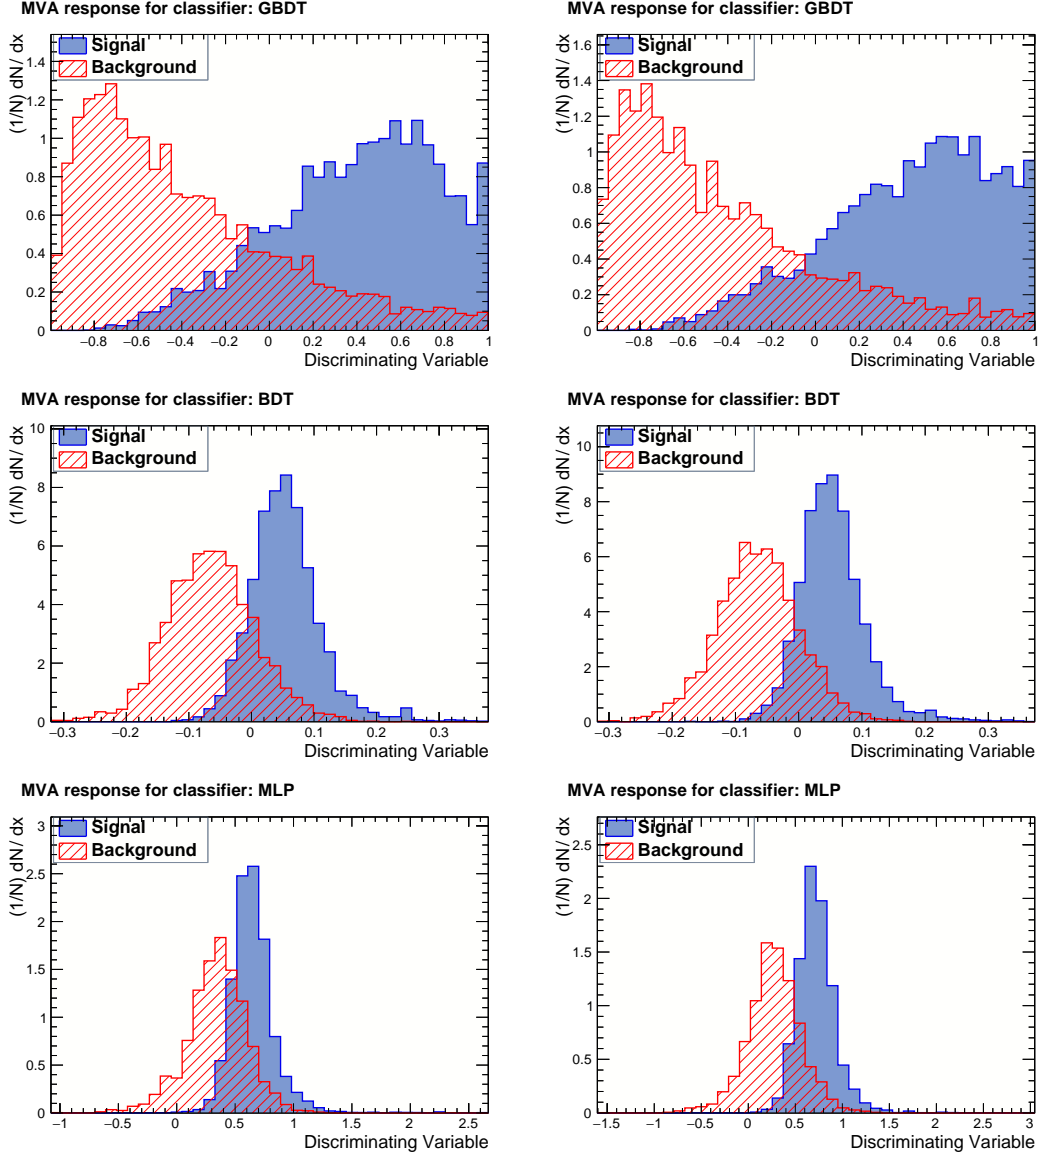 MVA response for classifier: GBDT
(1/N) dN/ dx
Signal
Background
1.4
1.2
1
0.8
0.6
0.4
0.2
0
−0.8 −0.6 −0.4 −0.2 0 0.2 0.4 0.6 0.8 1
Discriminating Variable
MVA response for classifier: GBDT
(1/N) dN/ dx
Signal
Background
1.6
1.4
1.2
1
0.8
0.6
0.4
0.2
0
−0.8 −0.6 −0.4 −0.2 0 0.2 0.4 0.6 0.8 1
Discriminating Variable
MVA response for classifier: BDT
(1/N) dN/ dx
Signal
Background
10
8
6
4
2
0
−0.3 −0.2 −0.1 0 0.1 0.2 0.3
Discriminating Variable
MVA response for classifier: BDT
(1/N) dN/ dx
Signal
Background
10
8
6
4
2
0
−0.3 −0.2 −0.1 0 0.1 0.2 0.3
Discriminating Variable
MVA response for classifier: MLP
(1/N) dN/ dx
Signal
Background
3
2.5
2
1.5
1
0.5
0
−1 −0.5 0 0.5 1 1.5 2 2.5
Discriminating Variable
MVA response for classifier: MLP
(1/N) dN/ dx
Signal
Background
2.5
2
1.5
1
0.5
0
−1.5 −1 −0.5 0 0.5 1 1.5 2 2.5 3
Discriminating Variable